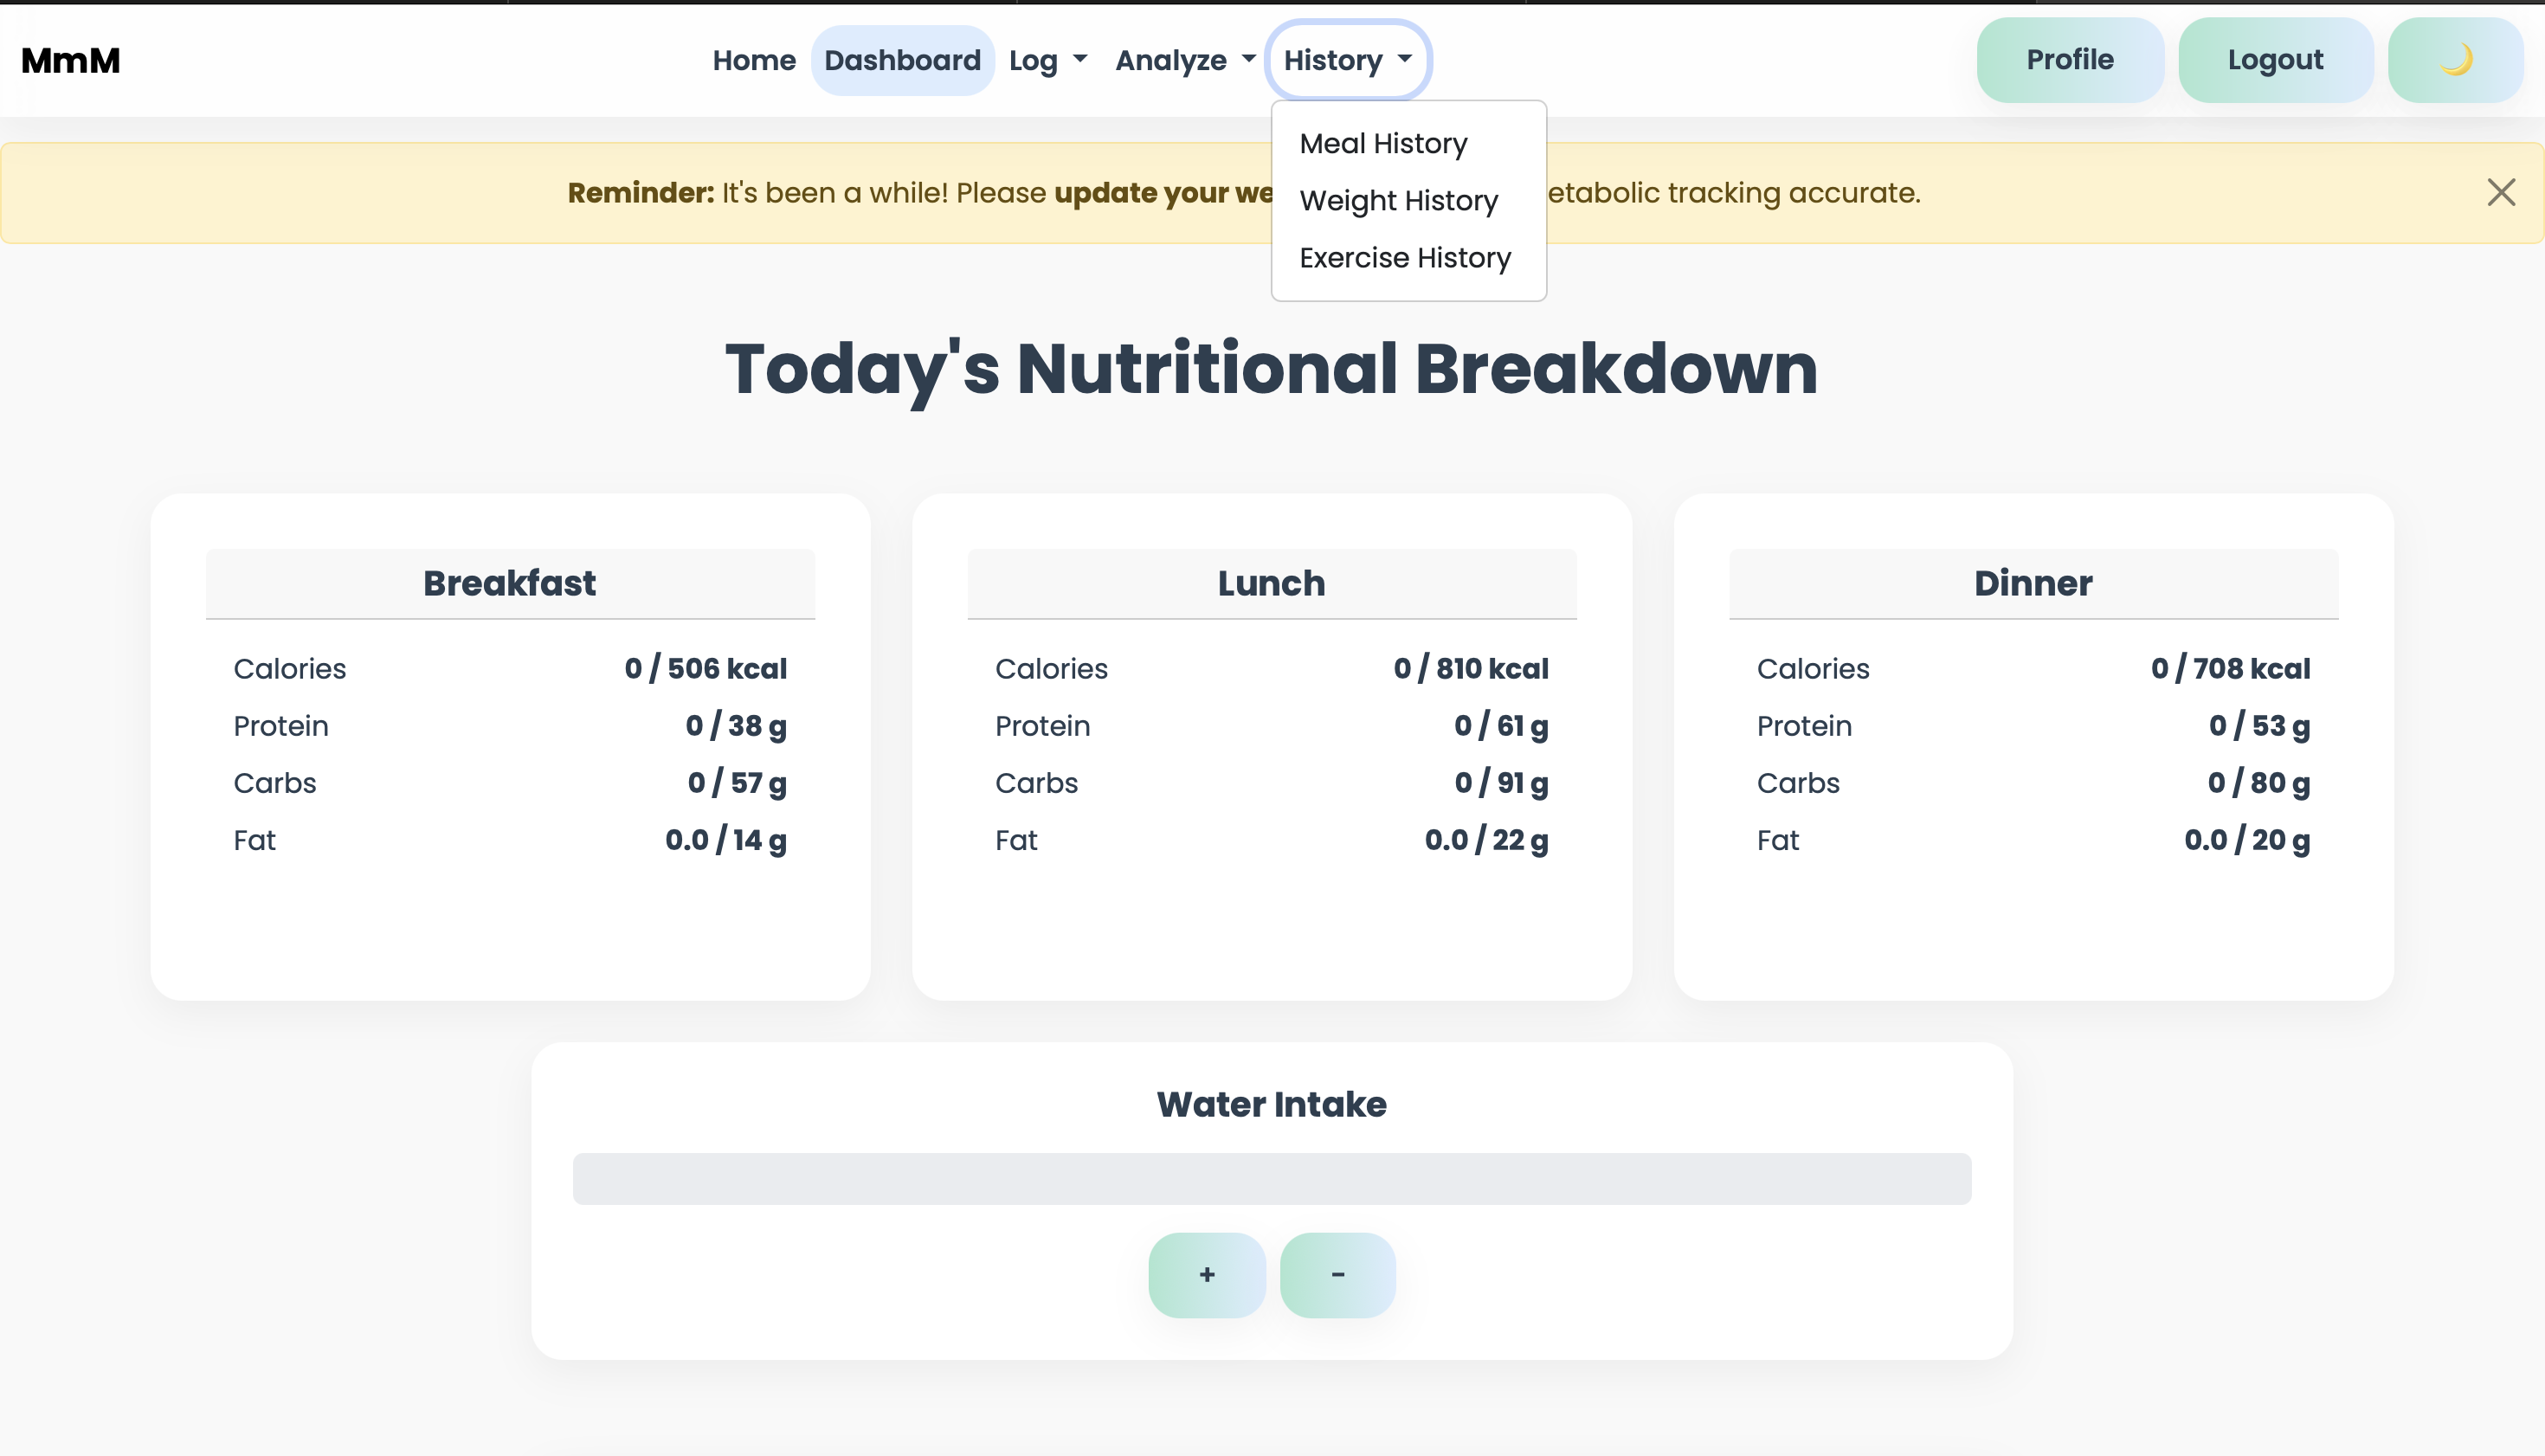 MmM
Home Dashboard Log Analyze History
Profile Logout
Meal History
Weight History
Exercise History
Reminder: It's been a while! Please update your etabolic tracking accurate.
Today's Nutritional Breakdown
Breakfast
Calories 0 / 506 kcal
Protein 0 / 38 g
Carbs 0 / 57 g
Fat 0.0 / 14 g
Lunch
Calories 0 / 810 kcal
Protein 0 / 61 g
Carbs 0 / 91 g
Fat 0.0 / 22 g
Dinner
Calories 0 / 708 kcal
Protein 0 / 53 g
Carbs 0 / 80 g
Fat 0.0 / 20 g
Water Intake
+ -